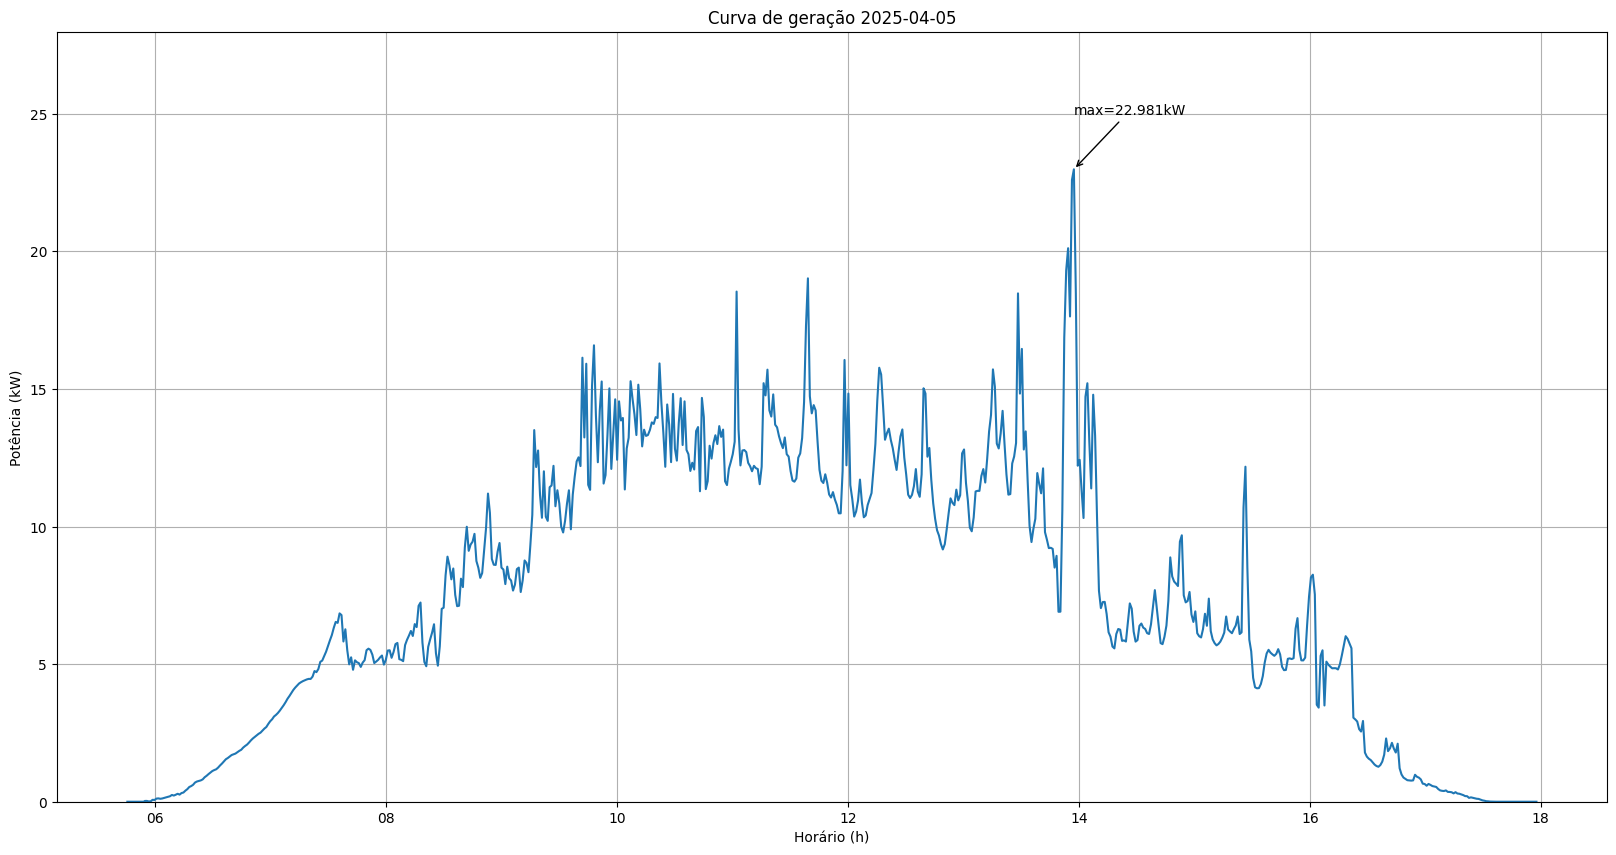 Curva de geração 2025-04-05
max=22.981kW
Potência (kW)
25
20
15
10
5
0
06 08 10 12 14 16 18
Horário (h)